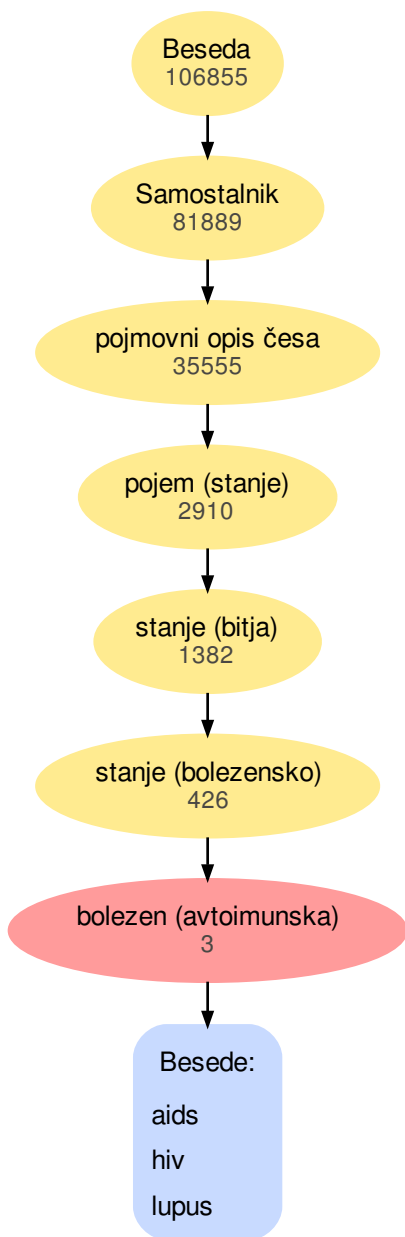 Beseda
106855
Samostalnik
81889
pojmovni opis česa
35555
pojem (stanje)
2910
stanje (bitja)
1382
stanje (bolezensko)
426
bolezen (avtoimunska)
3
Besede:
aids
hiv
lupus